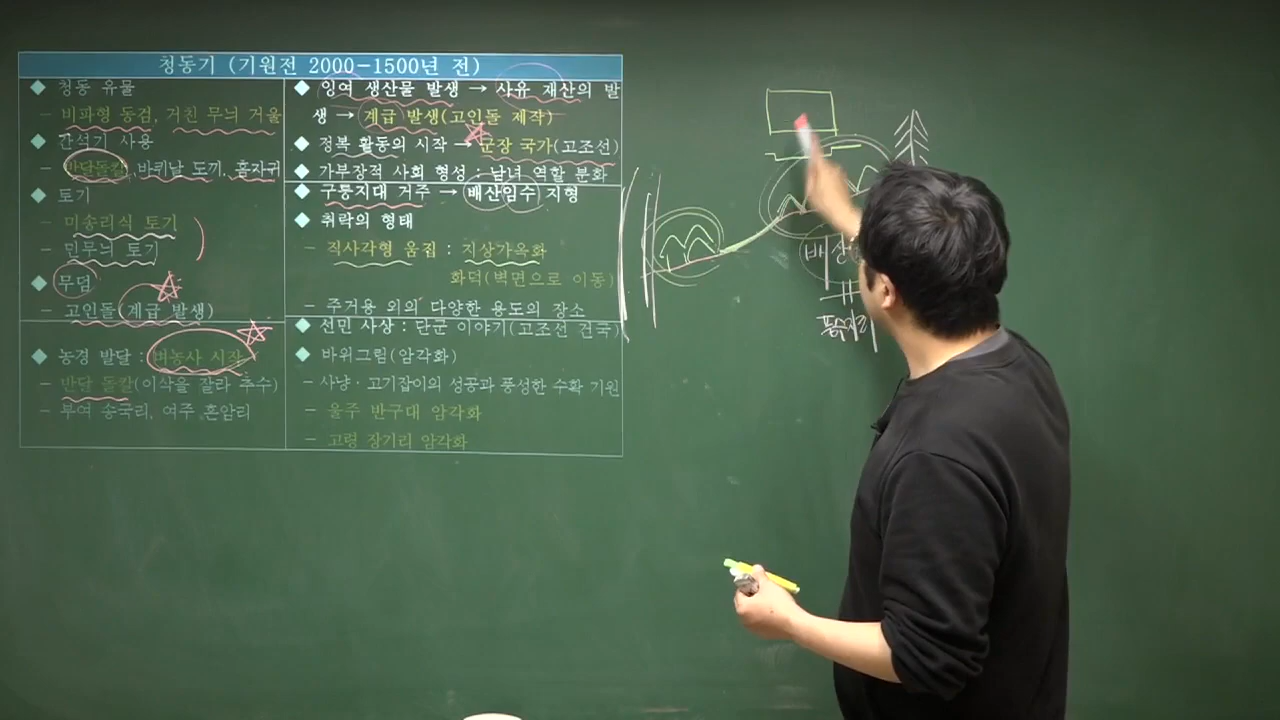 청동기 (기원전 2000-1500년 전)
◆ 청동 유물
- 비파형 동검, 거친 무늬 거울
◆ 간석기 사용
- 반달돌칼, 바퀴날 도끼, 홈자귀
◆ 토기
- 미송리식 토기
- 민무늬 토기
◆ 무덤
- 고인돌(계급 발생)
◆ 농경 발달 : 벼농사 시작
- 반달 돌칼(이삭을 잘라 추수)
- 부여 송국리, 여주 흔암리
◆ 잉여 생산물 발생 → 사유 재산의 발
생 → 계급 발생(고인돌 제작)
◆ 정복 활동의 시작 → 군장 국가(고조선)
◆ 가부장적 사회 형성 : 남녀 역할 분화
◆ 구릉지대 거주 → 배산임수 지형
◆ 취락의 형태
- 직사각형 움집 : 지상가옥화
화덕(벽면으로 이동)
- 주거용 외의 다양한 용도의 장소
◆ 선민 사상 : 단군 이야기(고조선 건국)
◆ 바위그림(암각화)
- 사냥·고기잡이의 성공과 풍성한 수확 기원
- 울주 반구대 암각화
- 고령 장기리 암각화
배산
풍수지리